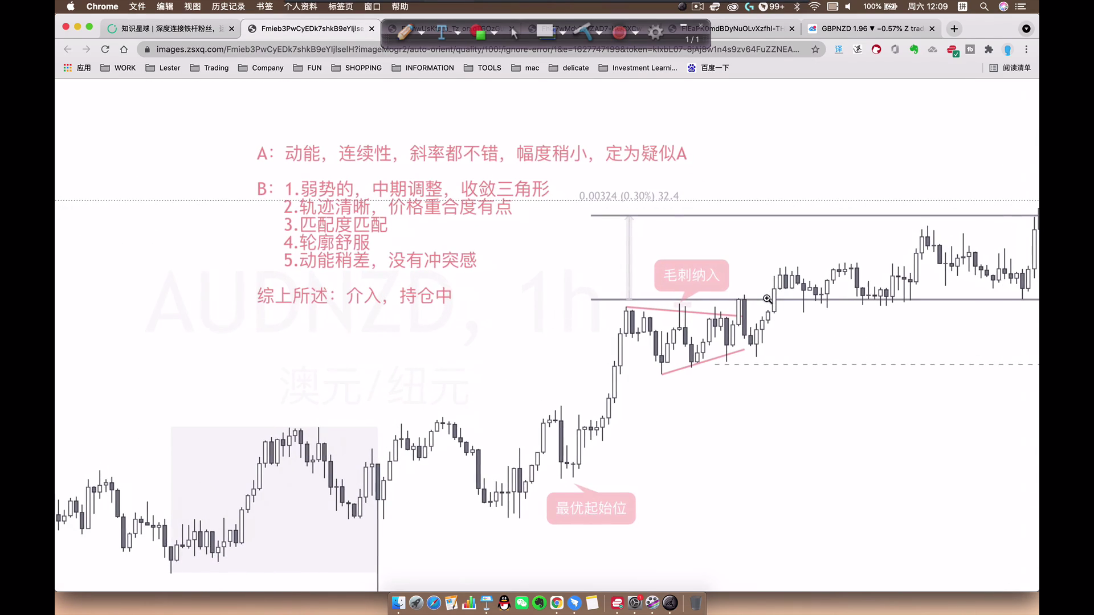 Chrome 文件 编辑 视图 历史记录 书签 个人资料 标签页 窗口 帮助
99+ 100% 拼 周六 中午12:09
知识星球 | 深度连接铁杆粉丝,
Fmieb3PwCyEDk7shkB9eYIjlseIH
GBPNZD 1.96 ▼ −0.57% Z trad
images.zsxq.com/Fmieb3PwCyEDk7shkB9eYIjlseIH?imageMogr2/auto-orient/quality/100!/ignore-error/1&e=1627747199&token=
1/1
应用 WORK Lester Trading Company FUN SHOPPING INFORMATION TOOLS mac delicate Investment Learni... 百度一下 阅读清单
A：动能，连续性，斜率都不错，幅度稍小，定为疑似A
B：1.弱势的，中期调整，收敛三角形
2.轨迹清晰，价格重合度有点
3.匹配度匹配
4.轮廓舒服
5.动能稍差，没有冲突感
综上所述：介入，持仓中
0.00324 (0.30%) 32.4
毛刺纳入
AUDNZD, 1h
澳元/纽元
最优起始位